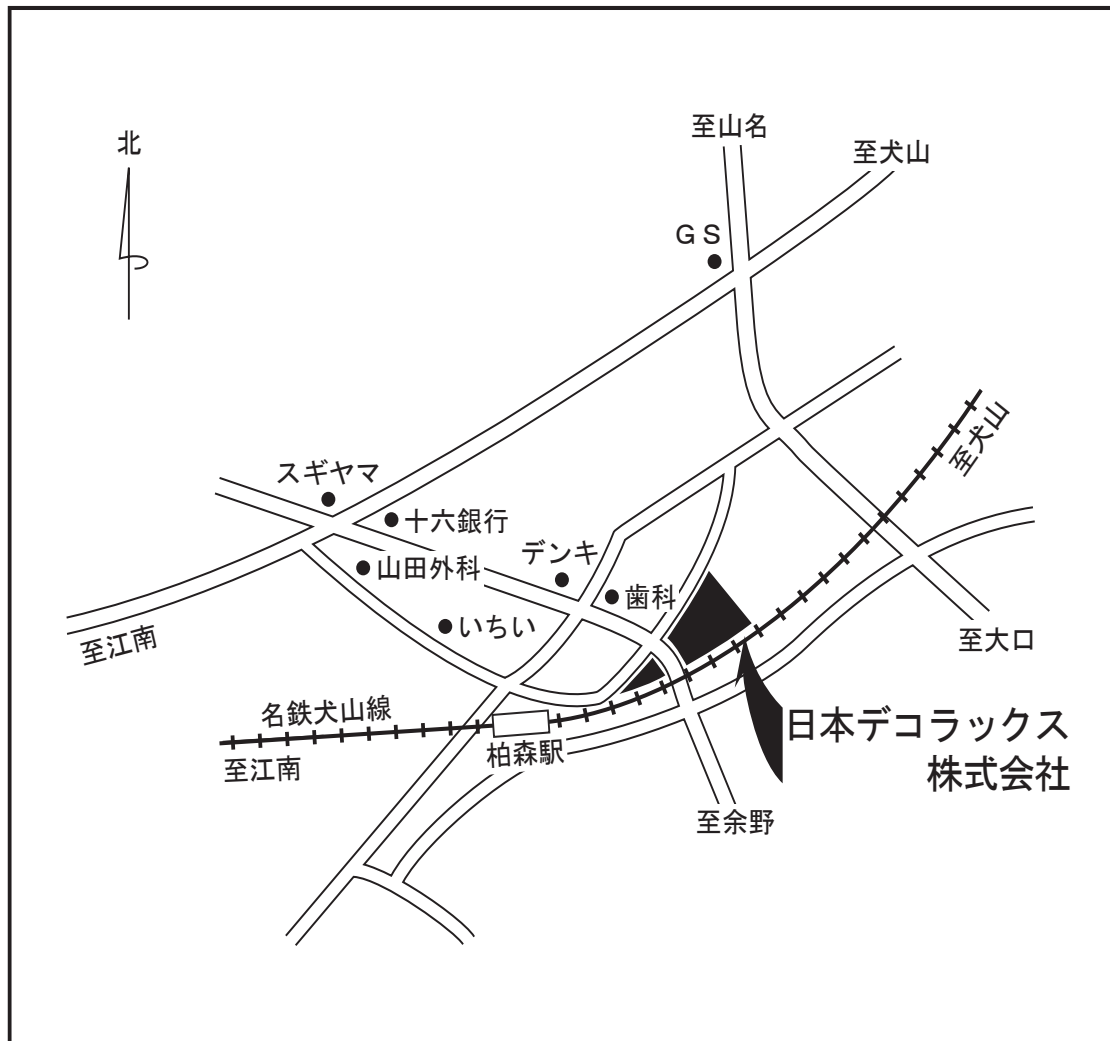 北
至山名
至犬山
GS
至犬山
スギヤマ
十六銀行
デンキ
山田外科
歯科
いちい
至江南
至大口
名鉄犬山線
日本デコラックス
株式会社
柏森駅
至江南
至余野